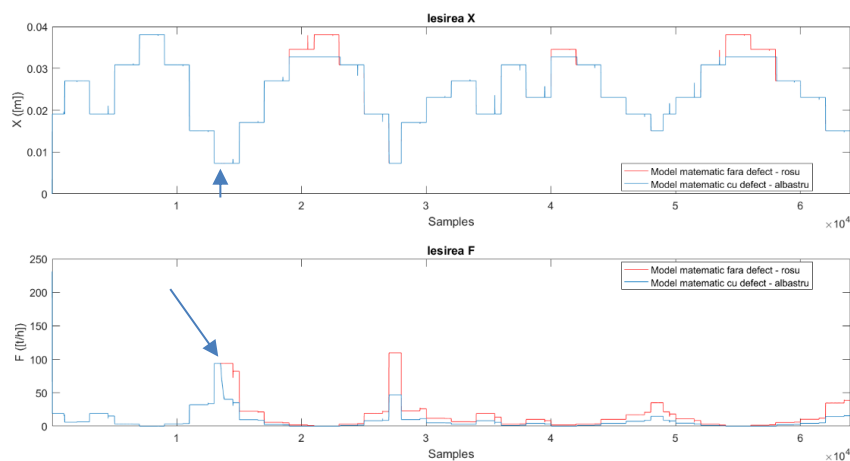 Iesirea X
0.04
0.03
0.02
0.01
0
X ([m])
Model matematic fara defect - rosu
Model matematic cu defect - albastru
1 2 3 4 5 6
Samples
×10⁴
Iesirea F
250
200
150
100
50
0
F ([t/h])
Model matematic fara defect - rosu
Model matematic cu defect - albastru
1 2 3 4 5 6
Samples
×10⁴